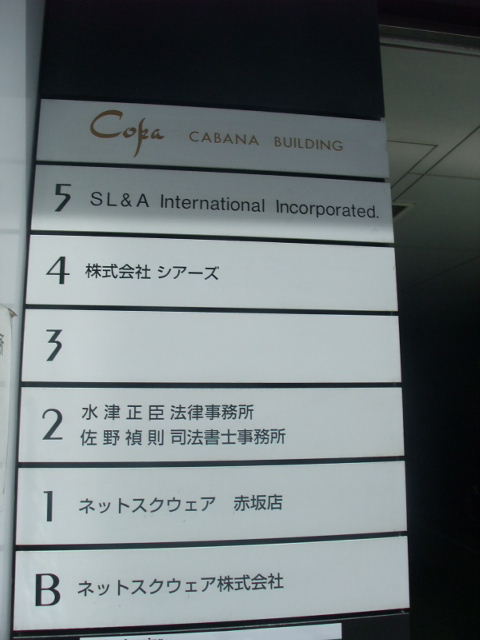 Copa CABANA BUILDING
5 SL&A International Incorporated.
4 株式会社 シアーズ
3
2 水津正臣法律事務所
佐野禎則司法書士事務所
1 ネットスクウェア 赤坂店
B ネットスクウェア株式会社